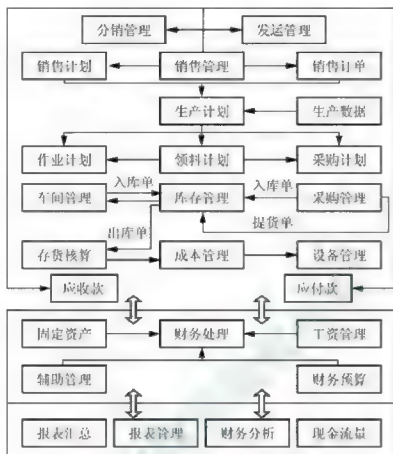 分销管理 发运管理
销售计划 销售管理 销售订单
生产计划 生产数据
作业计划 领料计划 采购计划
入库单 入库单
车间管理 库存管理 采购管理
出库单 提货单
存货核算 成本管理 设备管理
应收款 应付款
固定资产 财务处理 工资管理
辅助管理 财务预算
报表汇总 报表管理 财务分析 现金流量